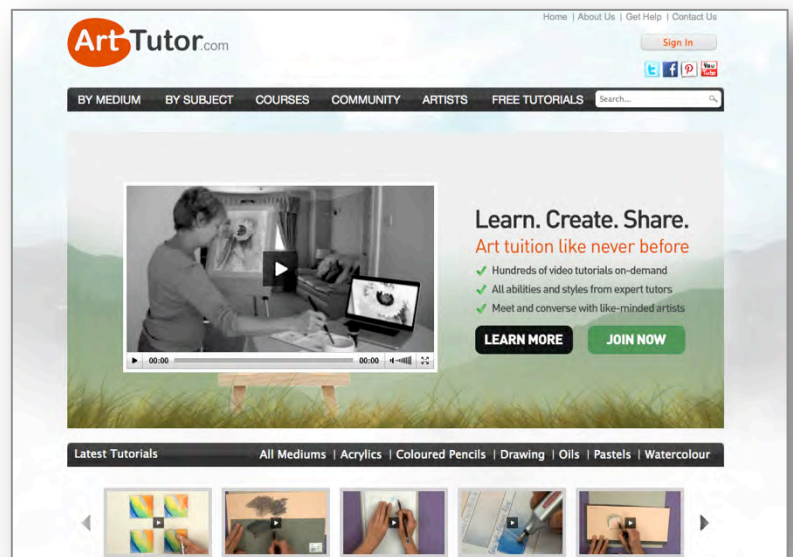 Home | About Us | Get Help | Contact Us
ArtTutor.com
Sign In
You Tube
BY MEDIUM BY SUBJECT COURSES COMMUNITY ARTISTS FREE TUTORIALS Search...
Learn. Create. Share.
Art tuition like never before
Hundreds of video tutorials on-demand
All abilities and styles from expert tutors
Meet and converse with like-minded artists
LEARN MORE JOIN NOW
00:00 00:00
Latest Tutorials All Mediums | Acrylics | Coloured Pencils | Drawing | Oils | Pastels | Watercolour